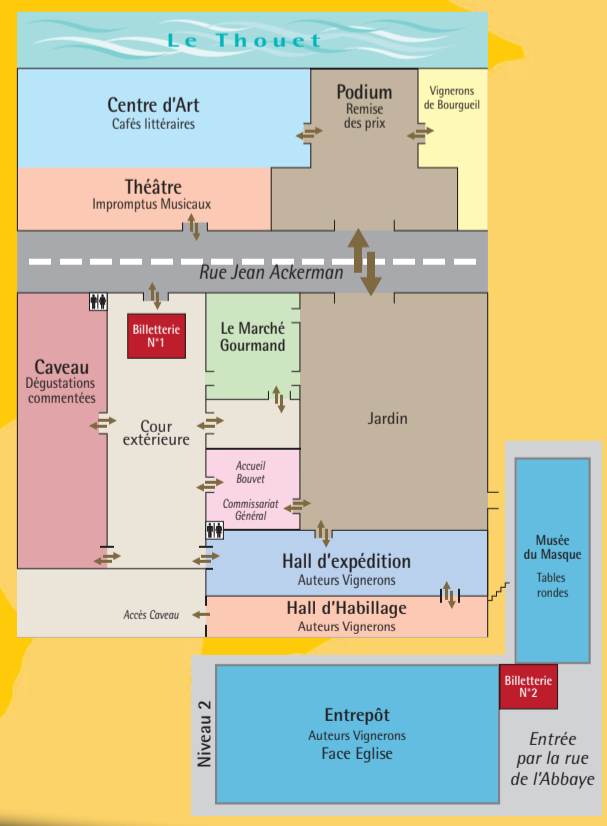 Le Thouet
Centre d'Art
Cafés littéraires
Podium
Remise
des prix
Vignerons
de Bourgueil
Théâtre
Impromptus Musicaux
Rue Jean Ackerman
Billetterie
N°1
Le Marché
Gourmand
Caveau
Dégustations
commentées
Cour
extérieure
Jardin
Accueil
Bouvet
Commissariat
Général
Hall d'expédition
Auteurs Vignerons
Hall d'Habillage
Auteurs Vignerons
Accès Caveau
Musée
du Masque
Tables
rondes
Billetterie
N°2
Niveau 2
Entrepôt
Auteurs Vignerons
Face Eglise
Entrée
par la rue
de l'Abbaye